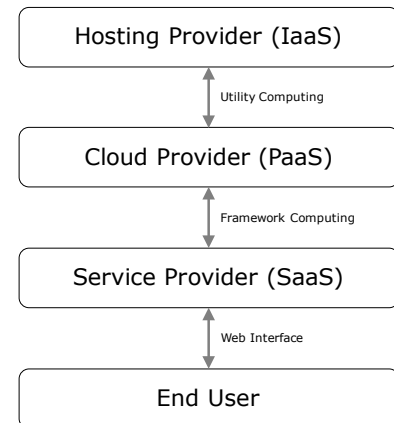 Hosting Provider (IaaS)
Utility Computing
Cloud Provider (PaaS)
Framework Computing
Service Provider (SaaS)
Web Interface
End User